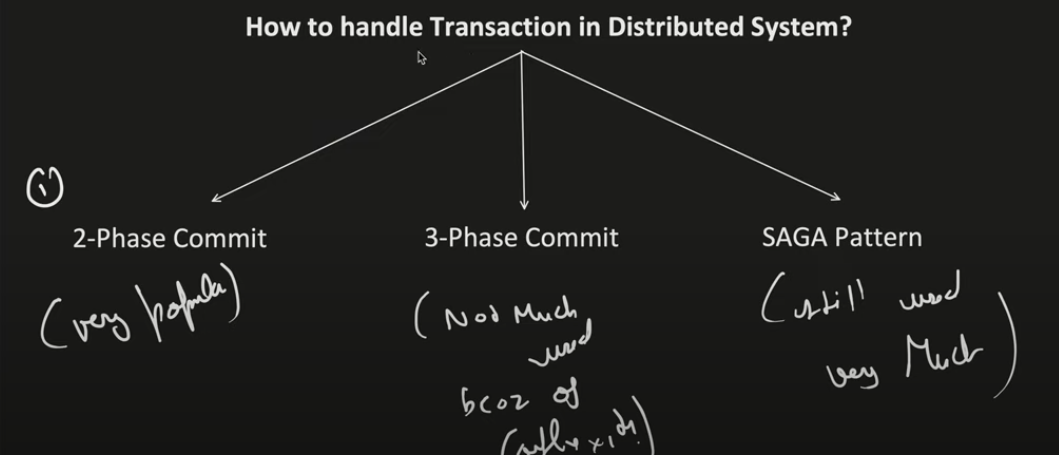 How to handle Transaction in Distributed System?
①
2-Phase Commit
3-Phase Commit
SAGA Pattern
(very popular)
(Not Much
used
bcoz of
(still used
very Much)